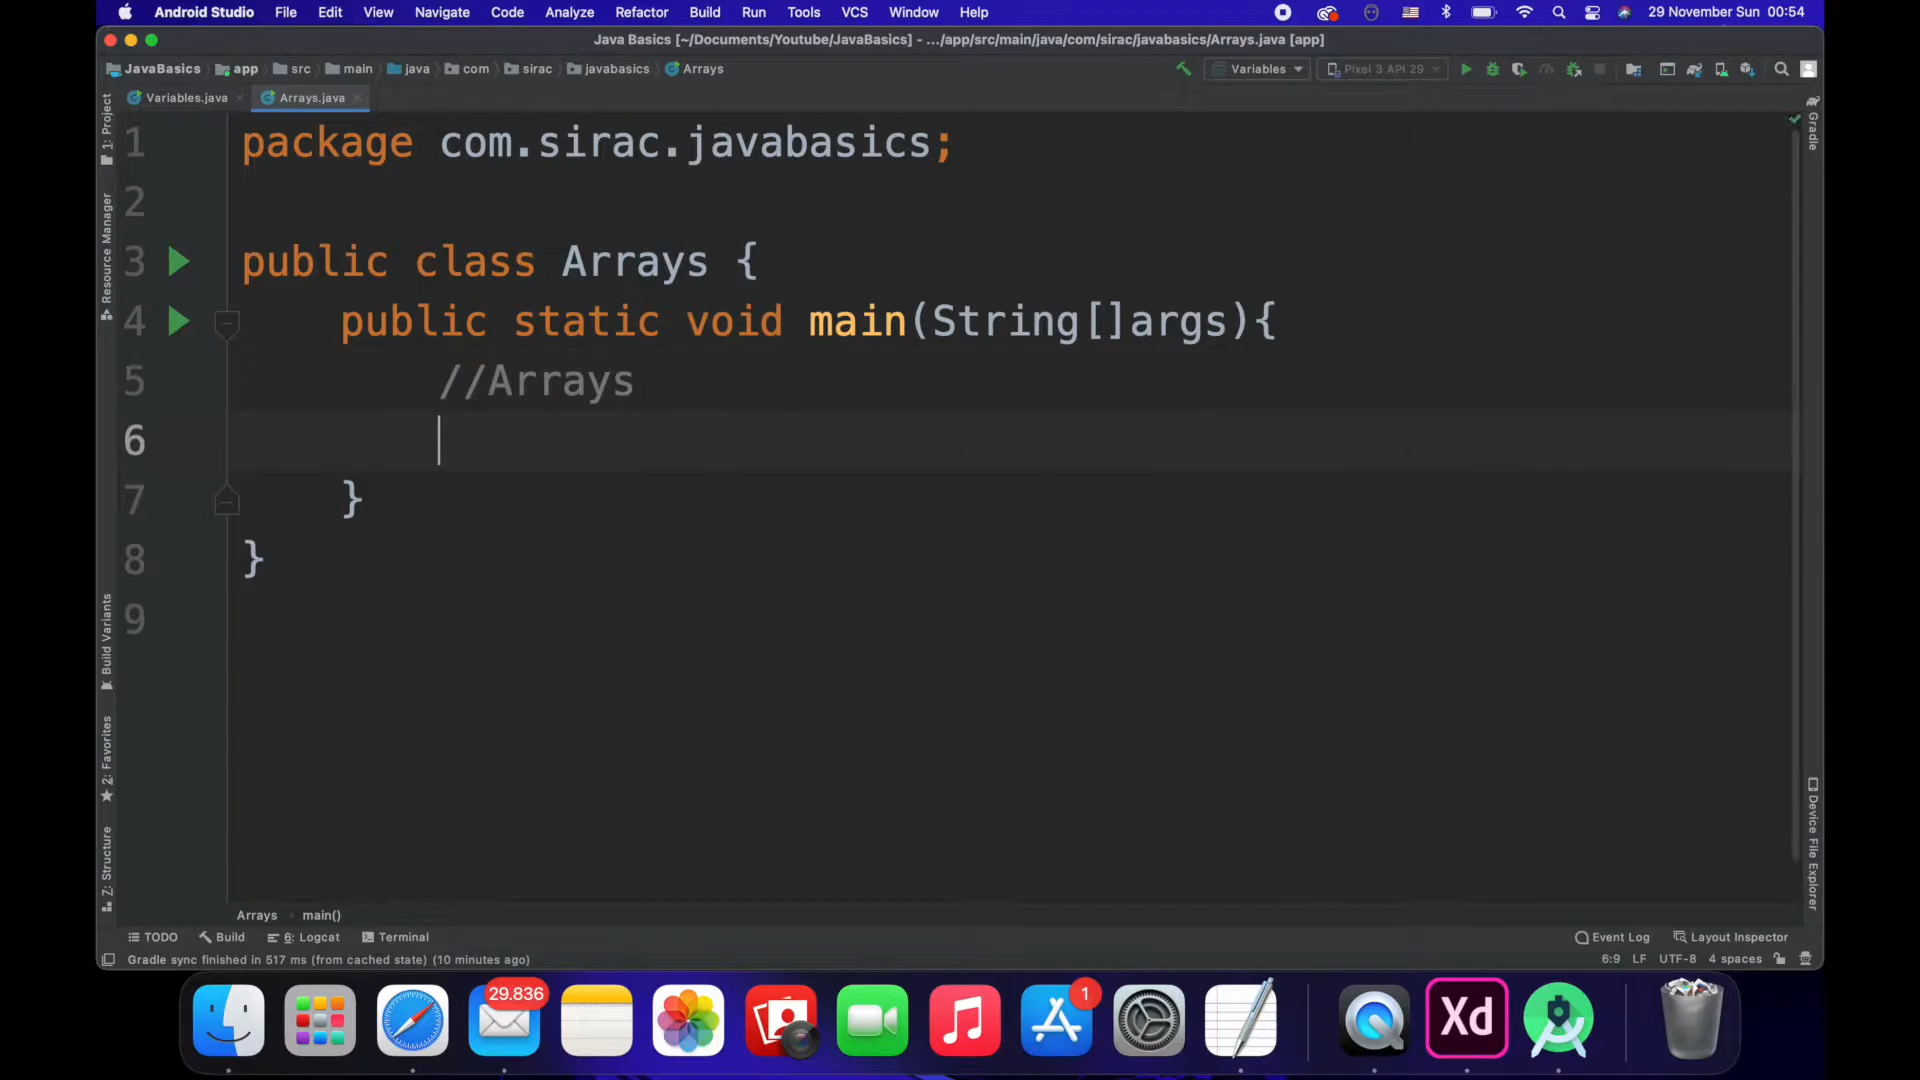 Android Studio File Edit View Navigate Code Analyze Refactor Build Run Tools VCS Window Help 29 November Sun 00:54
Java Basics [~/Documents/Youtube/JavaBasics] - .../app/src/main/java/com/sirac/javabasics/Arrays.java [app]
JavaBasics app src main java com sirac javabasics Arrays Variables Pixel 3 API 29
Variables.java Arrays.java
1: Project
Resource Manager
Build Variants
2: Favorites
7: Structure
1 package com.sirac.javabasics;
2
3 public class Arrays {
4 public static void main(String[]args){
5 //Arrays
6
7 }
8 }
9
Gradle
Device File Explorer
Arrays main()
TODO Build 6: Logcat Terminal Event Log Layout Inspector
Gradle sync finished in 517 ms (from cached state) (10 minutes ago) 6:9 LF UTF-8 4 spaces
29.836 1
Xd